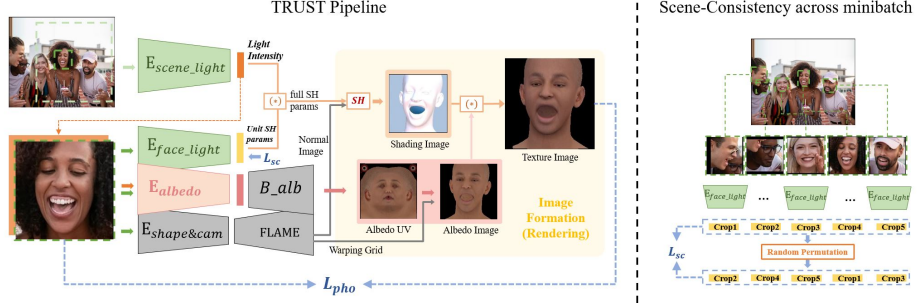 TRUST Pipeline
Scene-Consistency across minibatch
E_scene_light
Light
Intensity
(*)
full SH
params
SH
Shading Image
(*)
Texture Image
E_face_light
Unit SH
params
L_sc
Normal
Image
E_albedo
B_alb
Albedo UV
Albedo Image
Image
Formation
(Rendering)
E_shape&cam
FLAME
Warping Grid
L_pho
E_face_light
...
E_face_light
...
E_face_light
Crop1 Crop2 Crop3 Crop4 Crop5
L_sc
Random Permutation
Crop2 Crop4 Crop5 Crop1 Crop3